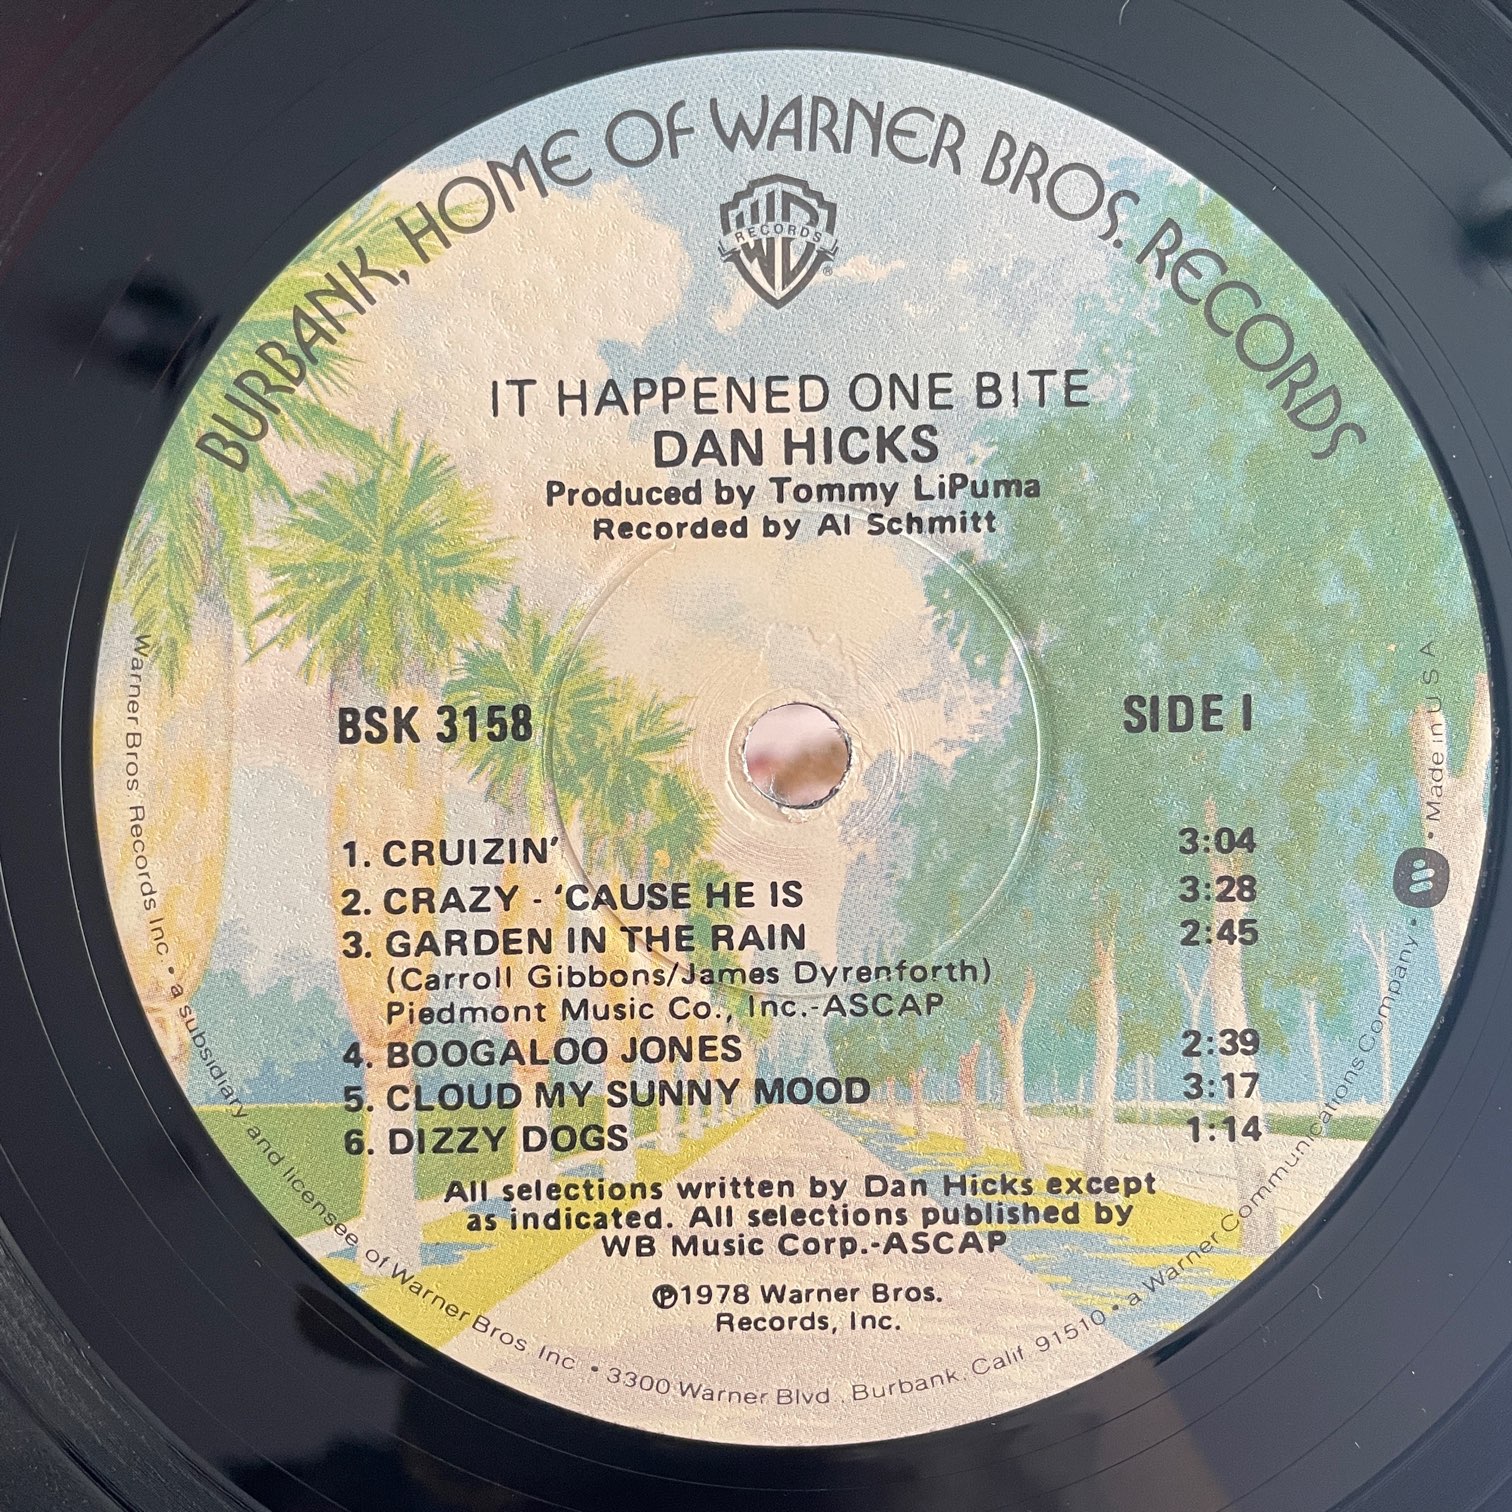 BURBANK, HOME OF WARNER BROS. RECORDS
WB
RECORDS
®
IT HAPPENED ONE BITE
DAN HICKS
Produced by Tommy LiPuma
Recorded by Al Schmitt
BSK 3158
SIDE I
1. CRUIZIN' 3:04
2. CRAZY - 'CAUSE HE IS 3:28
3. GARDEN IN THE RAIN 2:45
(Carroll Gibbons/James Dyrenforth)
Piedmont Music Co., Inc.-ASCAP
4. BOOGALOO JONES 2:39
5. CLOUD MY SUNNY MOOD 3:17
6. DIZZY DOGS 1:14
All selections written by Dan Hicks except
as indicated. All selections published by
WB Music Corp.-ASCAP
℗1978 Warner Bros.
Records, Inc.
Warner Bros. Records Inc. • a subsidiary and licensee of Warner Bros. Inc. • 3300 Warner Blvd., Burbank, Calif. 91510 • a Warner Communications Company • Made in U S A